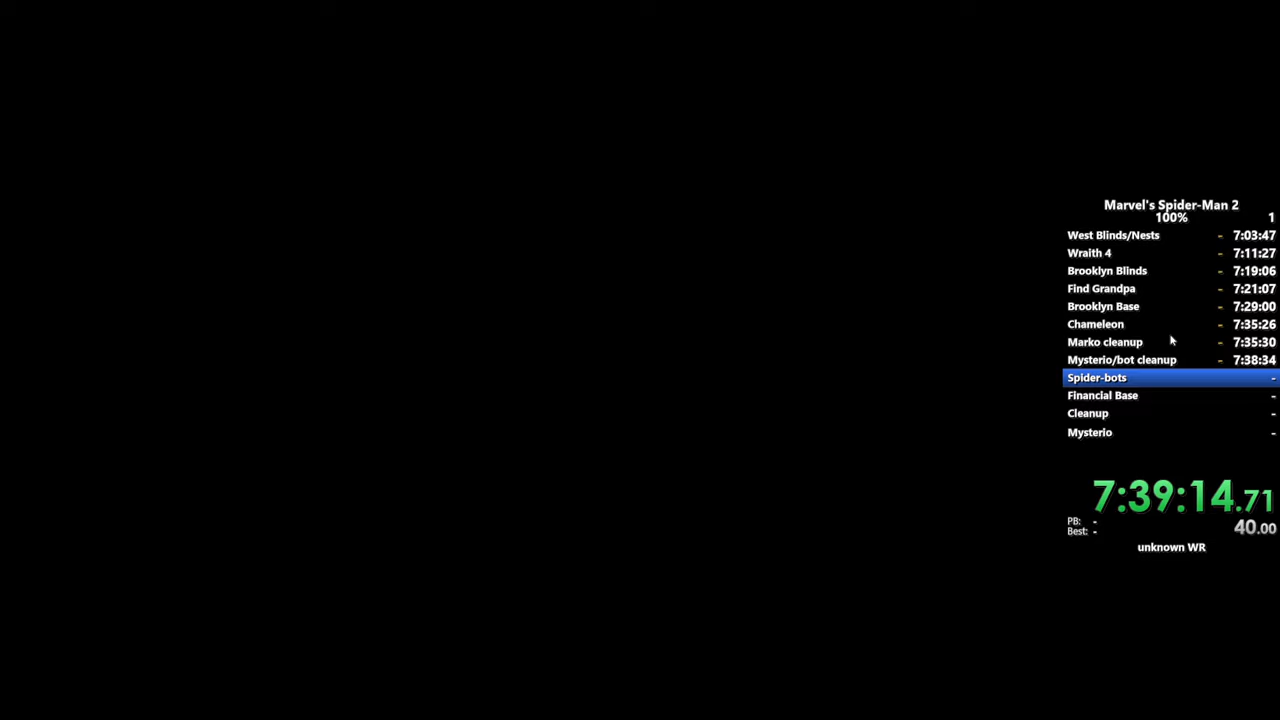 Marvel's Spider-Man 2
100% 1
West Blinds/Nests - 7:03:47
Wraith 4 - 7:11:27
Brooklyn Blinds - 7:19:06
Find Grandpa - 7:21:07
Brooklyn Base - 7:29:00
Chameleon - 7:35:26
Marko cleanup - 7:35:30
Mysterio/bot cleanup - 7:38:34
Spider-bots -
Financial Base -
Cleanup -
Mysterio -
7:39:14.71
PB: - 40.00
Best: -
unknown WR